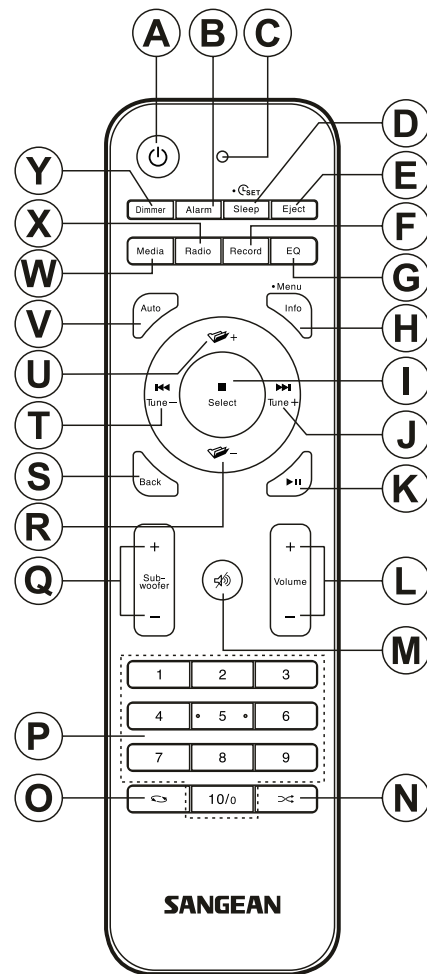 A B C
D
Y
•SET
E
Dimmer Alarm Sleep Eject
X
F
Media Radio Record EQ
W
G
•Menu
Auto Info
V
H
+
U
I
Select
Tune− Tune+
T
J
−
S
Back
K
R
+ +
Q
Sub-
woofer
Volume
L
− −
M
1 2 3
4 • 5 • 6
P
7 8 9
O
10/0
N
SANGEAN